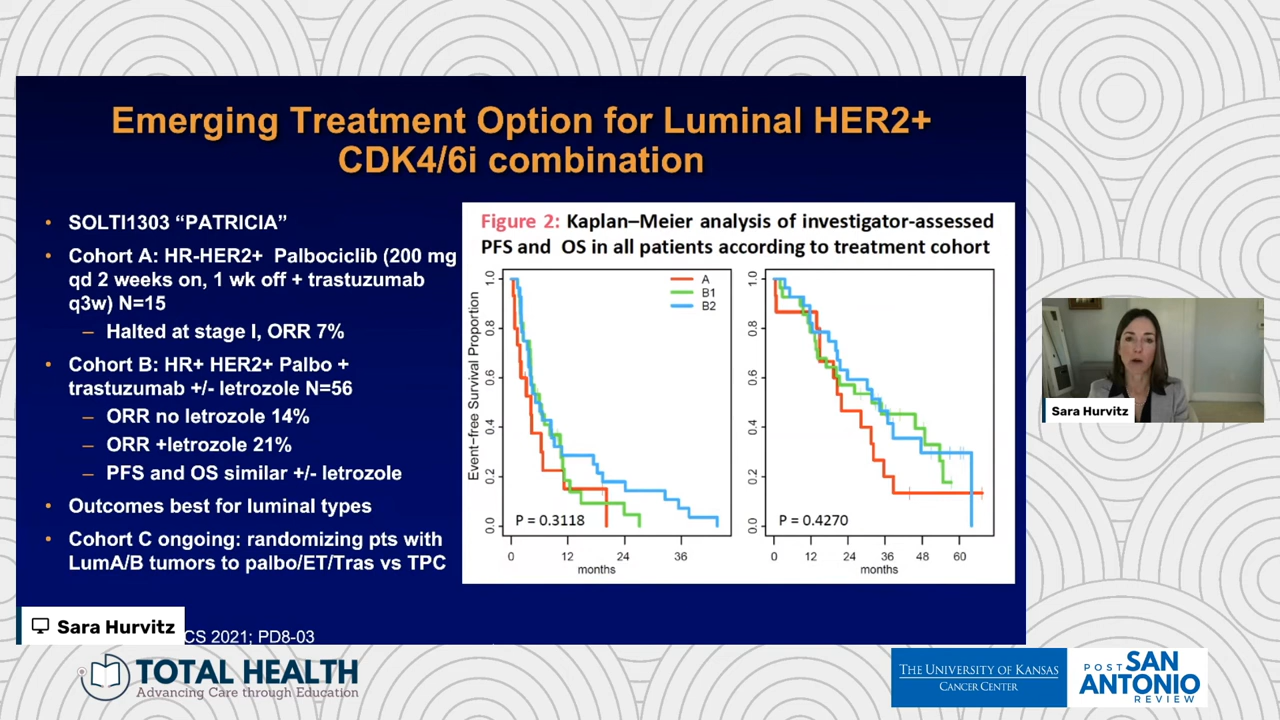 Emerging Treatment Option for Luminal HER2+
CDK4/6i combination
• SOLTI1303 “PATRICIA”
• Cohort A: HR-HER2+ Palbociclib (200 mg
qd 2 weeks on, 1 wk off + trastuzumab
q3w) N=15
– Halted at stage I, ORR 7%
• Cohort B: HR+ HER2+ Palbo +
trastuzumab +/- letrozole N=56
– ORR no letrozole 14%
– ORR +letrozole 21%
– PFS and OS similar +/- letrozole
• Outcomes best for luminal types
• Cohort C ongoing: randomizing pts with
LumA/B tumors to palbo/ET/Tras vs TPC
Figure 2: Kaplan–Meier analysis of investigator-assessed
PFS and OS in all patients according to treatment cohort
Event-free Survival Proportion
1.0
0.8
0.6
0.4
0.2
0.0
A
B1
B2
P = 0.3118
0 12 24 36
months
1.0
0.8
0.6
0.4
0.2
0.0
P = 0.4270
0 12 24 36 48 60
months
Sara Hurvitz
Sara Hurvitz
CS 2021; PD8-03
TOTAL HEALTH
Advancing Care through Education
THE UNIVERSITY OF KANSAS
CANCER CENTER
POST
SAN
ANTONIO
REVIEW